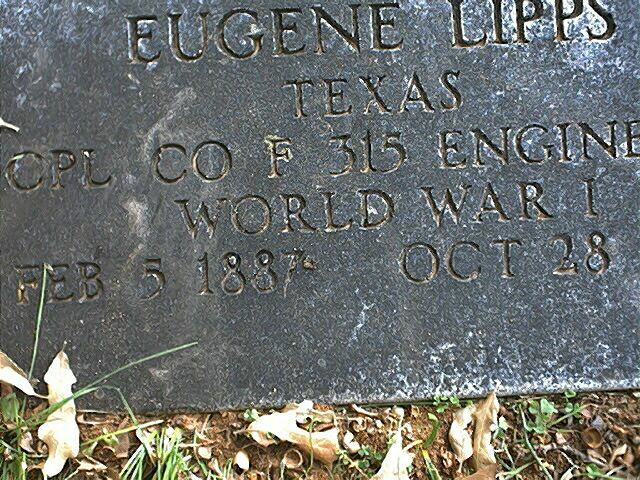 EUGENE LIPPS
TEXAS
CPL CO F 315 ENGINE
WORLD WAR I
FEB 5 1887 OCT 28